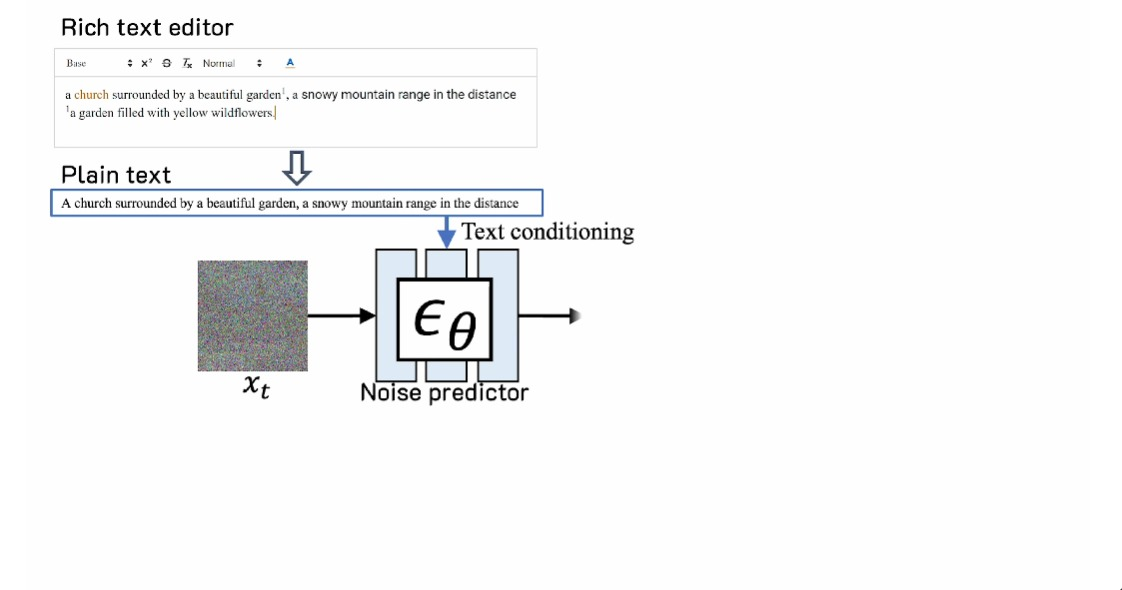 Rich text editor
Base X² S Tx Normal A
a church surrounded by a beautiful garden¹, a snowy mountain range in the distance
¹a garden filled with yellow wildflowers.
Plain text
A church surrounded by a beautiful garden, a snowy mountain range in the distance
Text conditioning
ϵθ
xt
Noise predictor